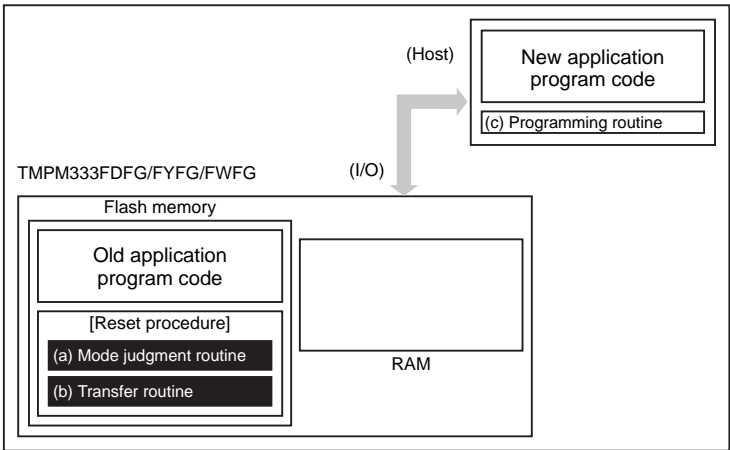 (Host)
New application
program code
(c) Programming routine
TMPM333FDFG/FYFG/FWFG
(I/O)
Flash memory
Old application
program code
[Reset procedure]
(a) Mode judgment routine
(b) Transfer routine
RAM